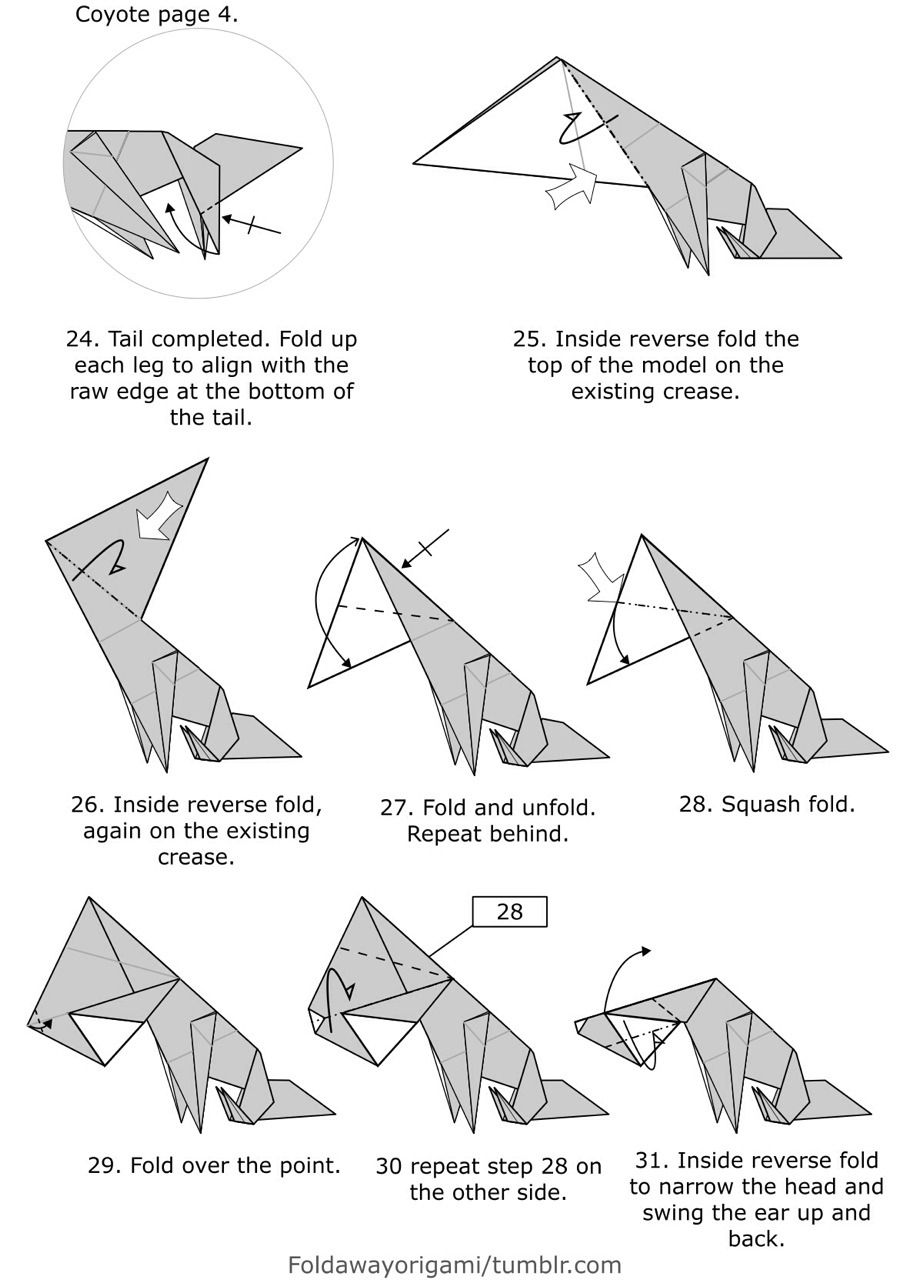 Coyote page 4.
24. Tail completed. Fold up
each leg to align with the
raw edge at the bottom of
the tail.
25. Inside reverse fold the
top of the model on the
existing crease.
26. Inside reverse fold,
again on the existing
crease.
27. Fold and unfold.
Repeat behind.
28. Squash fold.
28
29. Fold over the point.
30 repeat step 28 on
the other side.
31. Inside reverse fold
to narrow the head and
swing the ear up and
back.
Foldawayorigami/tumblr.com